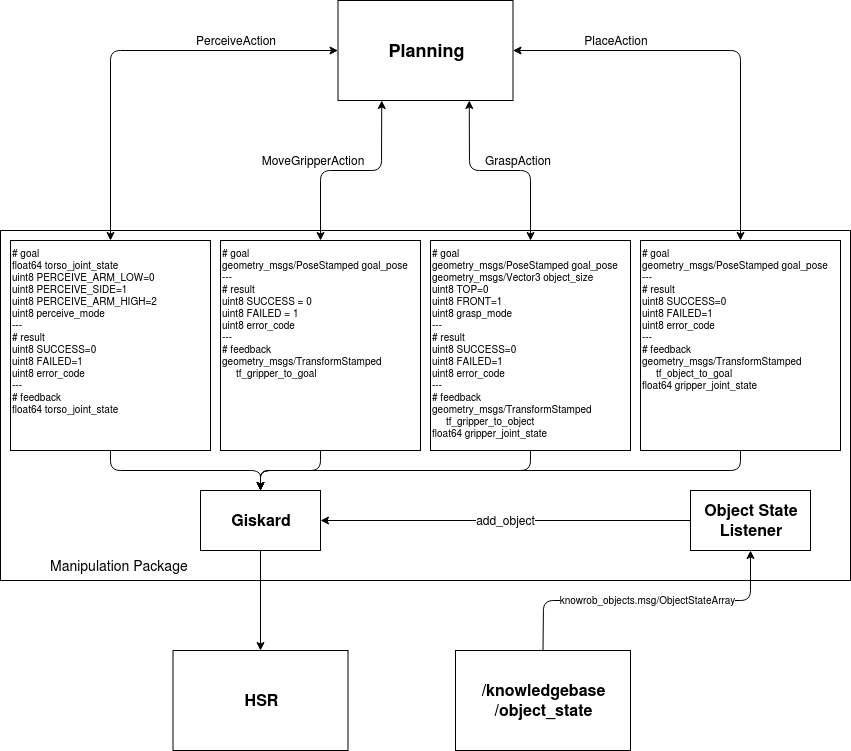 Planning
PerceiveAction
PlaceAction
MoveGripperAction
GraspAction
# goal
float64 torso_joint_state
uint8 PERCEIVE_ARM_LOW=0
uint8 PERCEIVE_SIDE=1
uint8 PERCEIVE_ARM_HIGH=2
uint8 perceive_mode
---
# result
uint8 SUCCESS=0
uint8 FAILED=1
uint8 error_code
---
# feedback
float64 torso_joint_state
# goal
geometry_msgs/PoseStamped goal_pose
---
# result
uint8 SUCCESS = 0
uint8 FAILED = 1
uint8 error_code
---
# feedback
geometry_msgs/TransformStamped
tf_gripper_to_goal
# goal
geometry_msgs/PoseStamped goal_pose
geometry_msgs/Vector3 object_size
uint8 TOP=0
uint8 FRONT=1
uint8 grasp_mode
---
# result
uint8 SUCCESS=0
uint8 FAILED=1
uint8 error_code
---
# feedback
geometry_msgs/TransformStamped
tf_gripper_to_object
float64 gripper_joint_state
# goal
geometry_msgs/PoseStamped goal_pose
---
# result
uint8 SUCCESS=0
uint8 FAILED=1
uint8 error_code
---
# feedback
geometry_msgs/TransformStamped
tf_object_to_goal
float64 gripper_joint_state
Giskard
add_object
Object State
Listener
Manipulation Package
knowrob_objects.msg/ObjectStateArray
HSR
/knowledgebase
/object_state